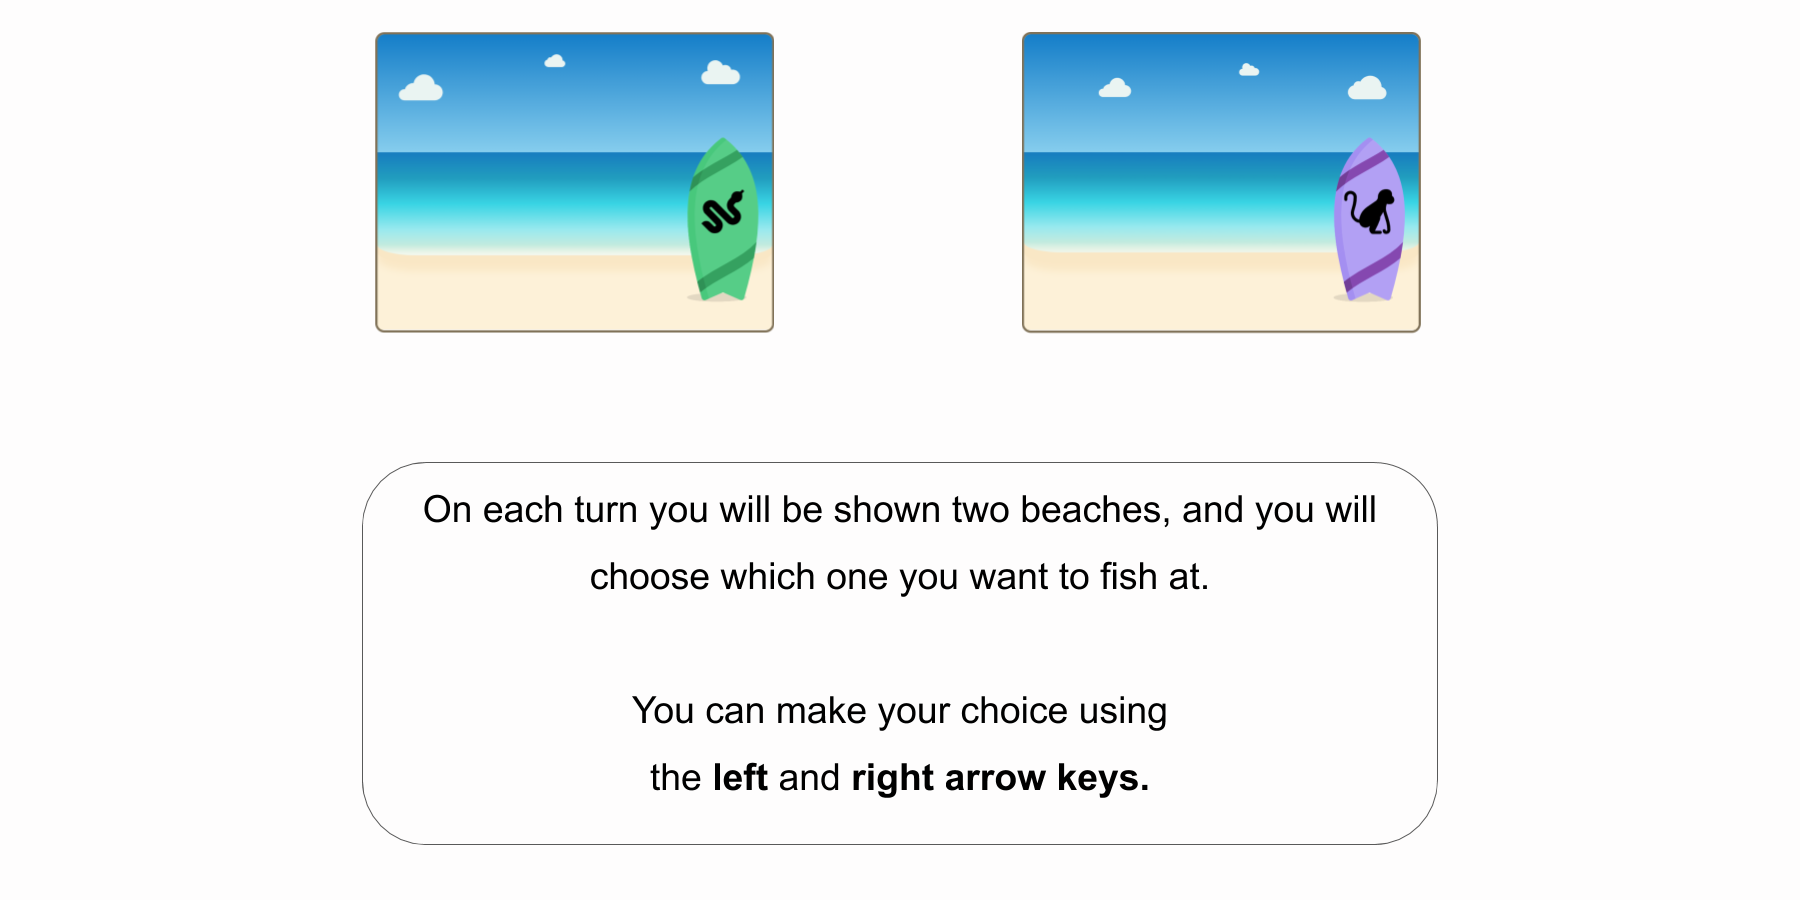 On each turn you will be shown two beaches, and you will
choose which one you want to fish at.
You can make your choice using
the left and right arrow keys.